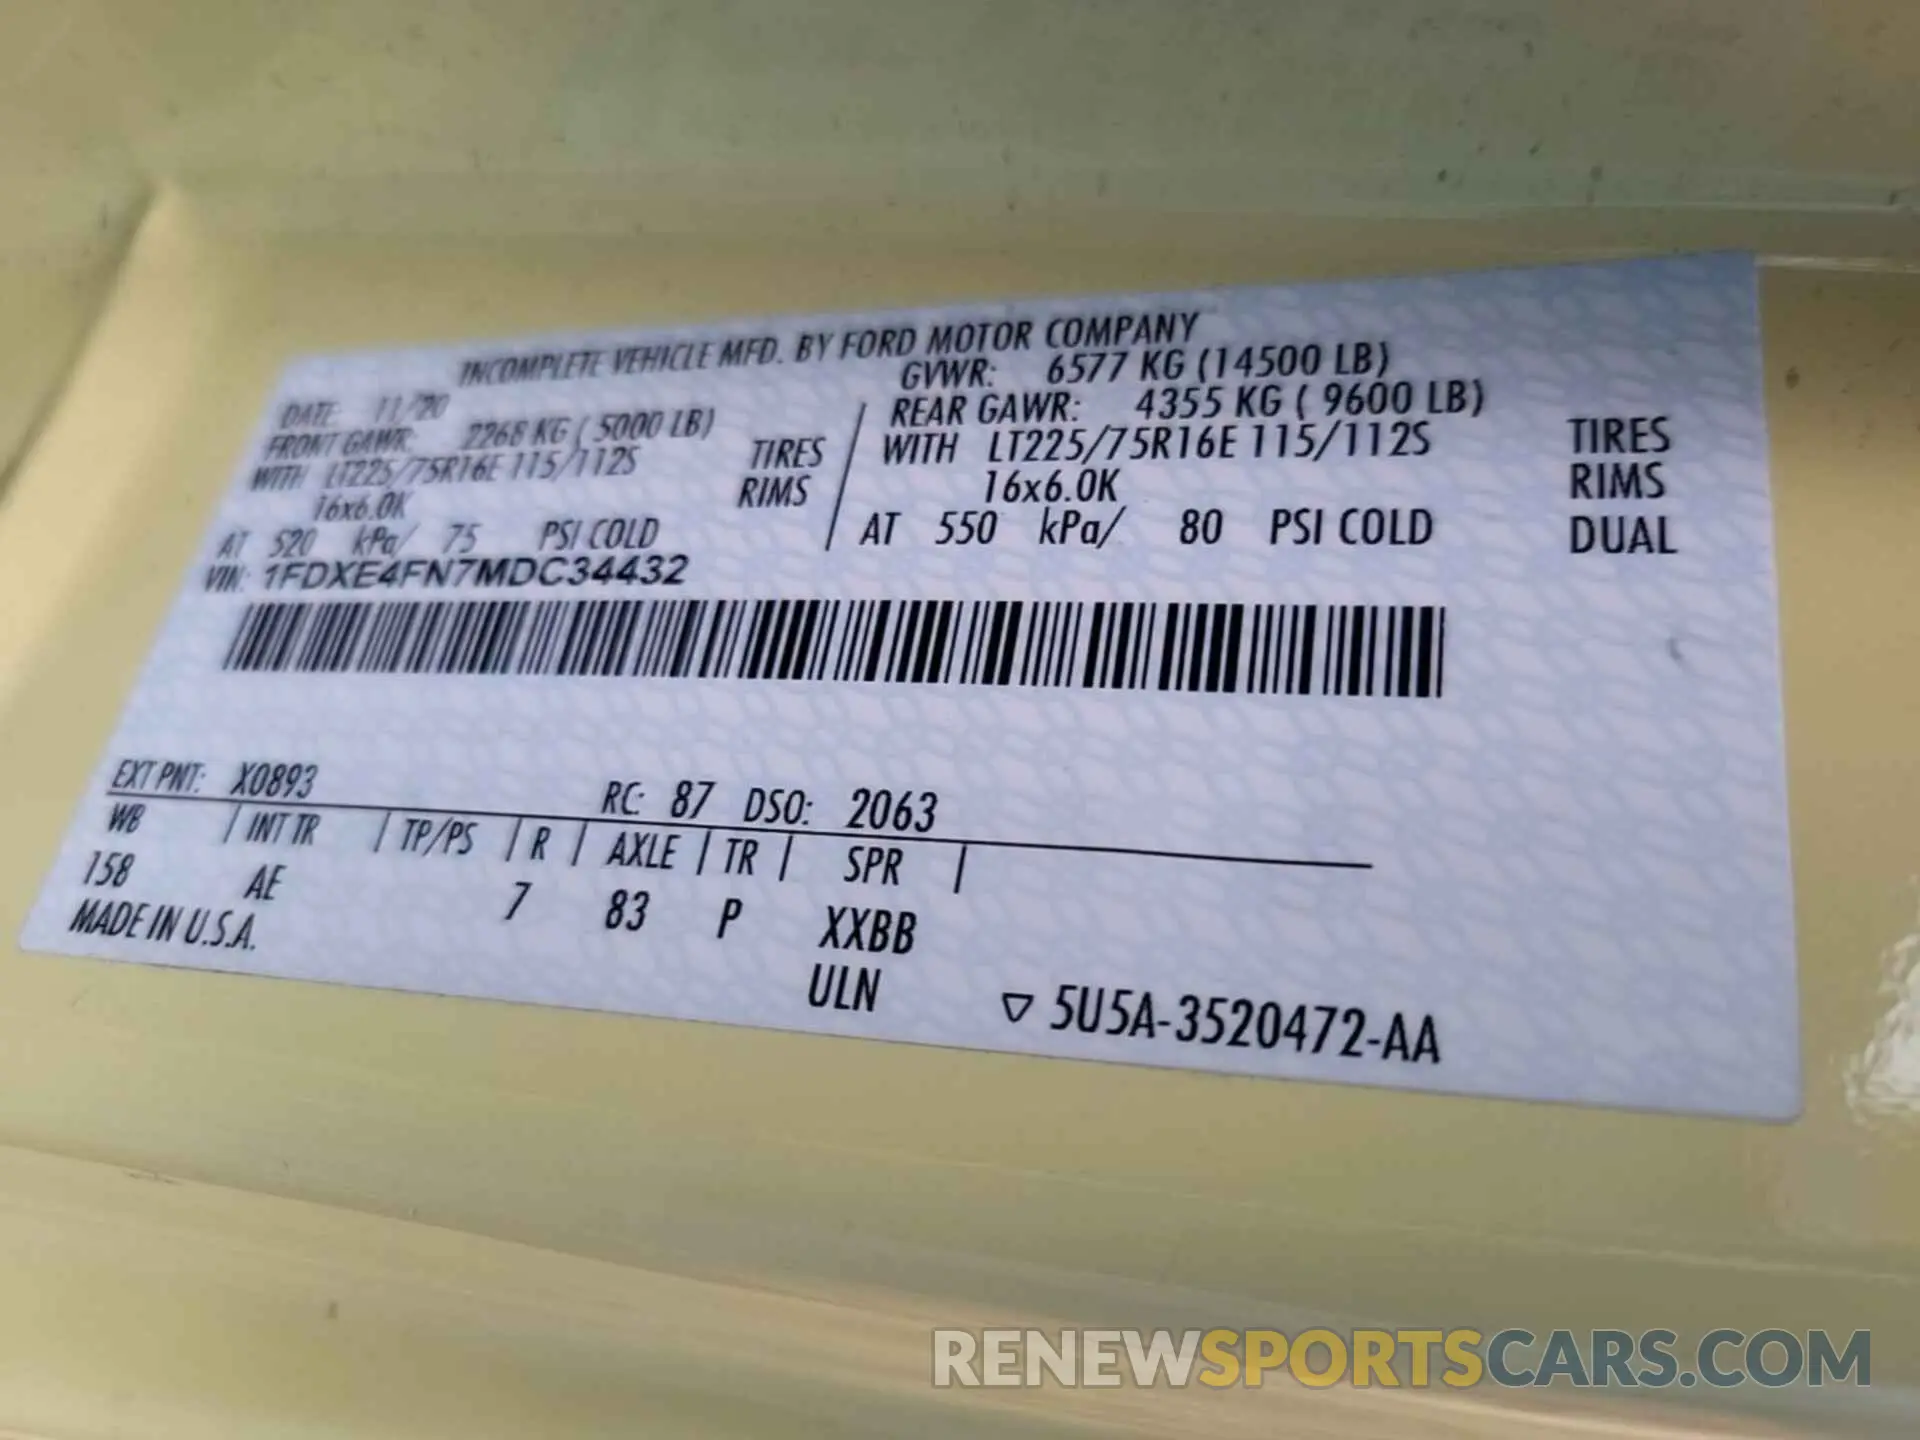 INCOMPLETE VEHICLE MFD. BY FORD MOTOR COMPANY
DATE: 11/20 GVWR: 6577 KG (14500 LB)
FRONT GAWR: 2268 KG ( 5000 LB) REAR GAWR: 4355 KG ( 9600 LB)
WITH LT225/75R16E 115/112S TIRES WITH LT225/75R16E 115/112S TIRES
16x6.0K RIMS 16x6.0K RIMS
AT 520 kPa/ 75 PSI COLD AT 550 kPa/ 80 PSI COLD DUAL
VIN: 1FDXE4FN7MDC34432
EXT PNT: X0893 RC: 87 DSO: 2063
WB | INT TR | TP/PS | R | AXLE | TR | SPR |
158 AE 7 83 P XXBB
MADE IN U.S.A. ULN
▽ 5U5A-3520472-AA
RENEWSPORTSCARS.COM